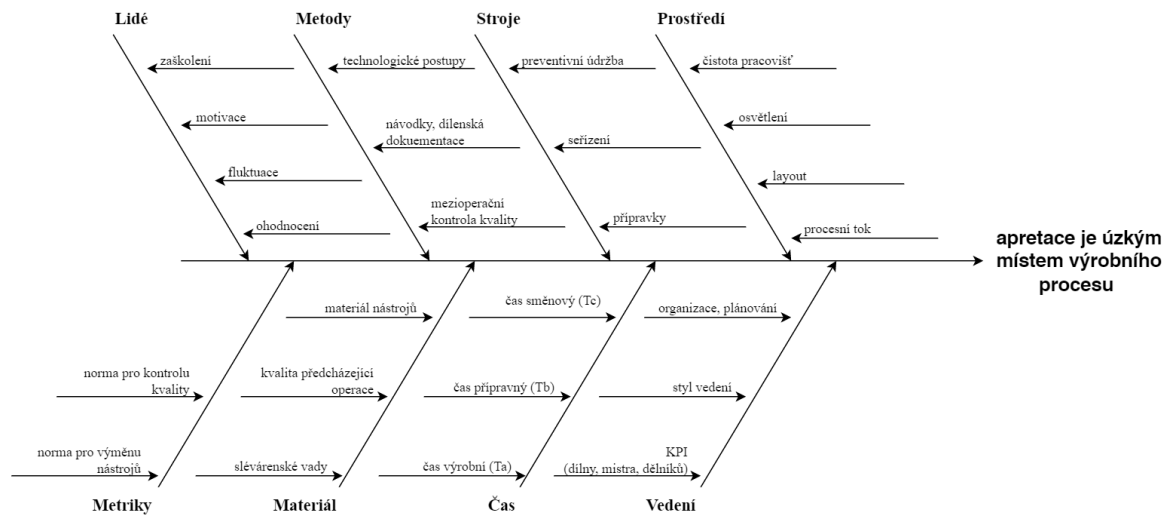 Lidé
Metody
Stroje
Prostředí
zaškolení
motivace
fluktuace
ohodnocení
technologické postupy
návodky, dílenská
dokuementace
mezioperační
kontrola kvality
preventivní údržba
seřízení
přípravky
čistota pracovišť
osvětlení
layout
procesní tok
apretace je úzkým
místem výrobního
procesu
norma pro kontrolu
kvality
norma pro výměnu
nástrojů
materiál nástrojů
kvalita předcházející
operace
slévárenské vady
čas směnový (Tc)
čas přípravný (Tb)
čas výrobní (Ta)
organizace, plánování
styl vedení
KPI
(dílny, mistra, dělníků)
Metriky
Materiál
Čas
Vedení